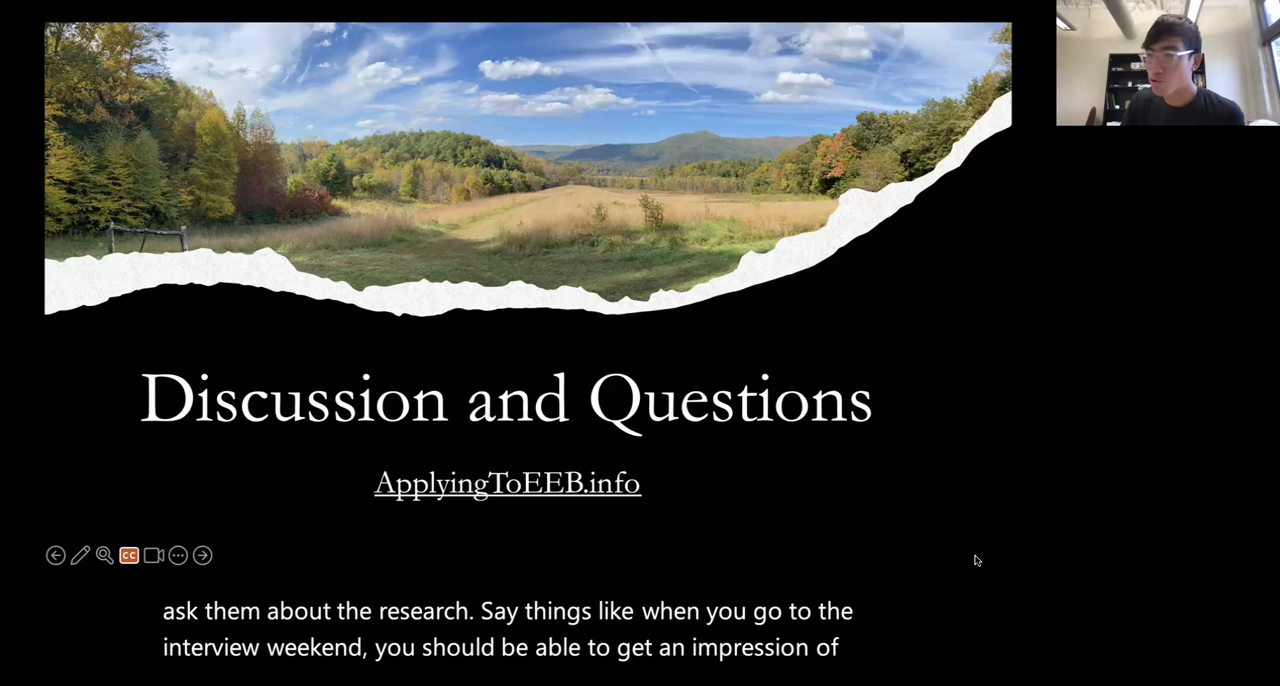 Discussion and Questions
ApplyingToEEB.info
CC
ask them about the research. Say things like when you go to the
interview weekend, you should be able to get an impression of